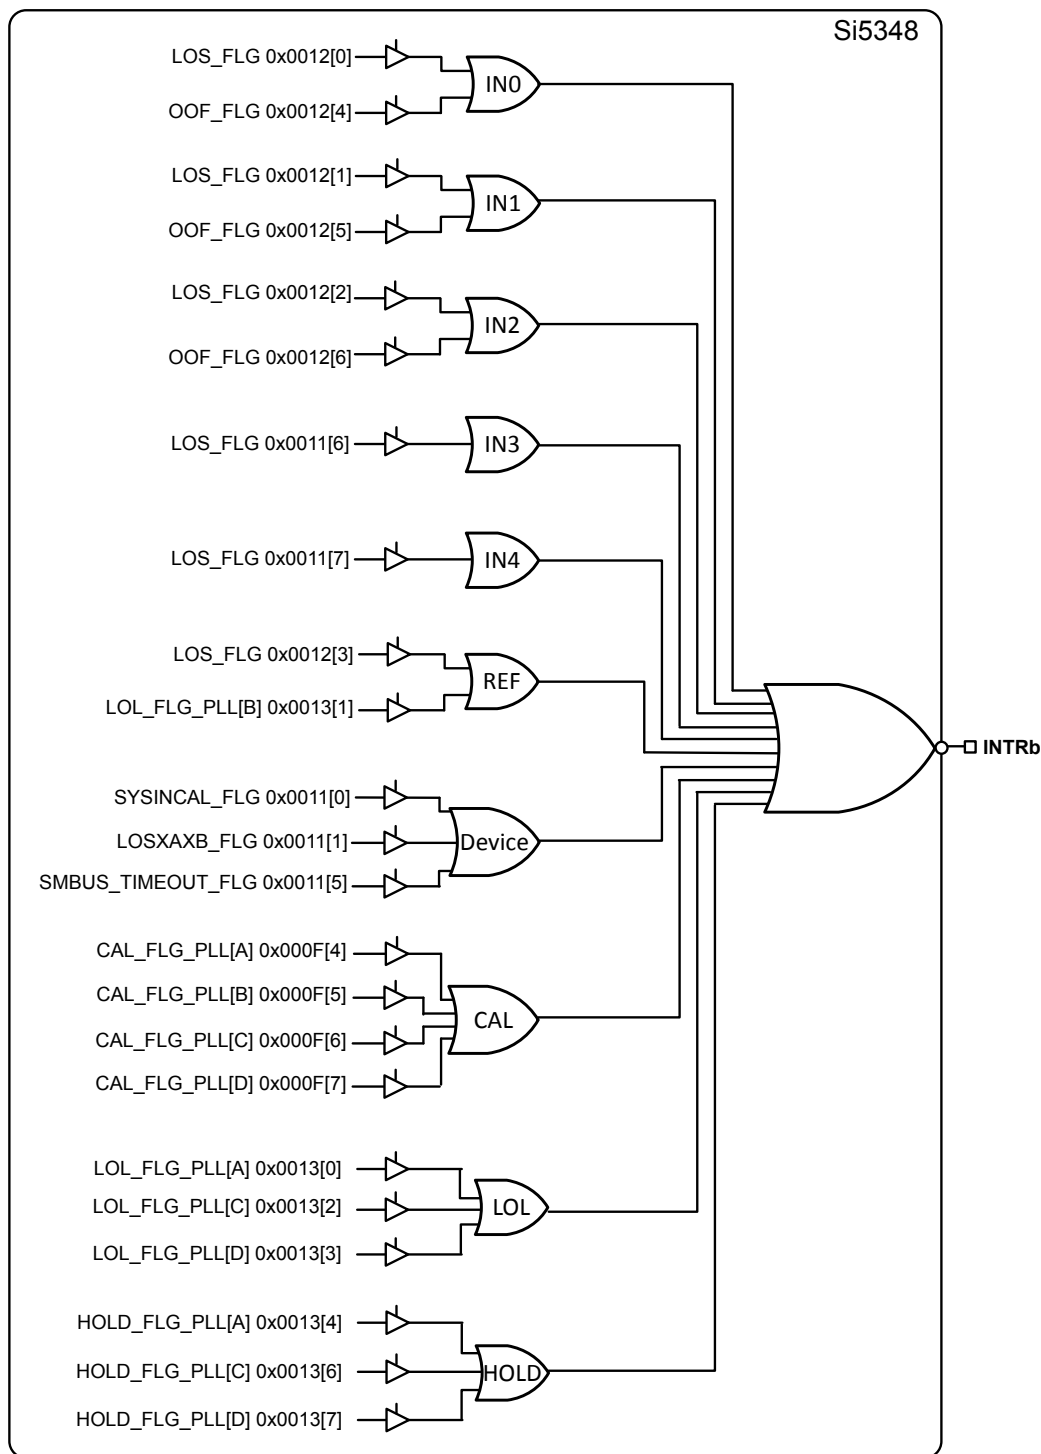 Si5348
LOS_FLG 0x0012[0]
IN0
OOF_FLG 0x0012[4]
LOS_FLG 0x0012[1]
IN1
OOF_FLG 0x0012[5]
LOS_FLG 0x0012[2]
IN2
OOF_FLG 0x0012[6]
LOS_FLG 0x0011[6]
IN3
LOS_FLG 0x0011[7]
IN4
LOS_FLG 0x0012[3]
REF
LOL_FLG_PLL[B] 0x0013[1]
INTRb
SYSINCAL_FLG 0x0011[0]
LOSXAXB_FLG 0x0011[1]
Device
SMBUS_TIMEOUT_FLG 0x0011[5]
CAL_FLG_PLL[A] 0x000F[4]
CAL_FLG_PLL[B] 0x000F[5]
CAL
CAL_FLG_PLL[C] 0x000F[6]
CAL_FLG_PLL[D] 0x000F[7]
LOL_FLG_PLL[A] 0x0013[0]
LOL_FLG_PLL[C] 0x0013[2]
LOL
LOL_FLG_PLL[D] 0x0013[3]
HOLD_FLG_PLL[A] 0x0013[4]
HOLD_FLG_PLL[C] 0x0013[6]
HOLD
HOLD_FLG_PLL[D] 0x0013[7]